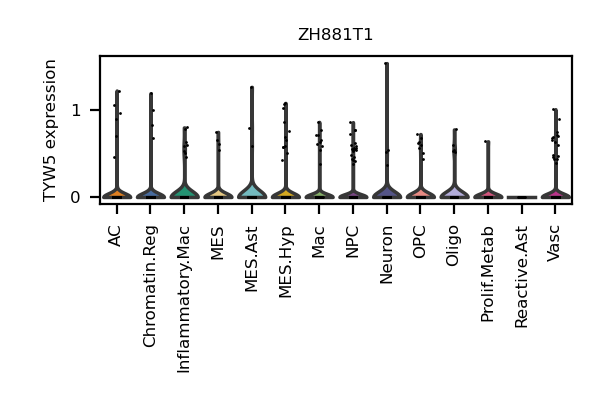 ZH881T1
TYW5 expression
1
0
AC
Chromatin.Reg
Inflammatory.Mac
MES
MES.Ast
MES.Hyp
Mac
NPC
Neuron
OPC
Oligo
Prolif.Metab
Reactive.Ast
Vasc